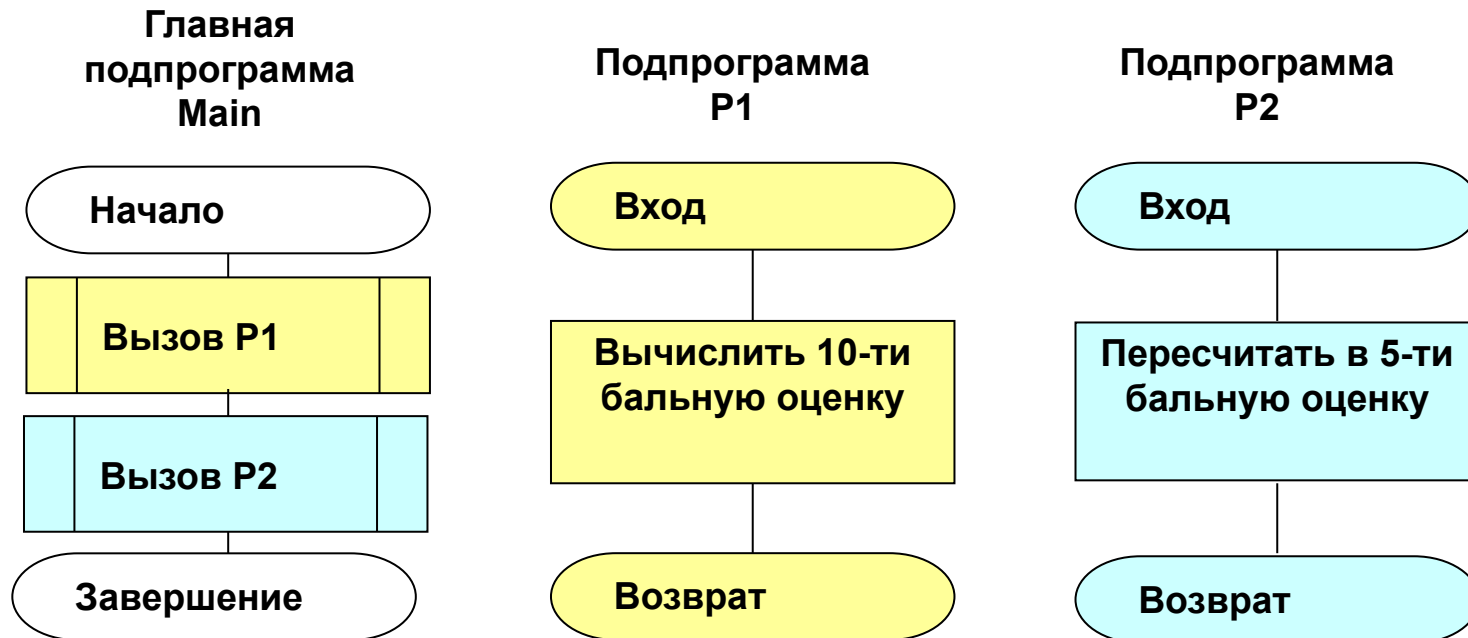 Главная
подпрограмма
Main
Начало
Вызов P1
Вызов P2
Завершение
Подпрограмма
P1
Вход
Вычислить 10-ти
бальную оценку
Возврат
Подпрограмма
P2
Вход
Пересчитать в 5-ти
бальную оценку
Возврат